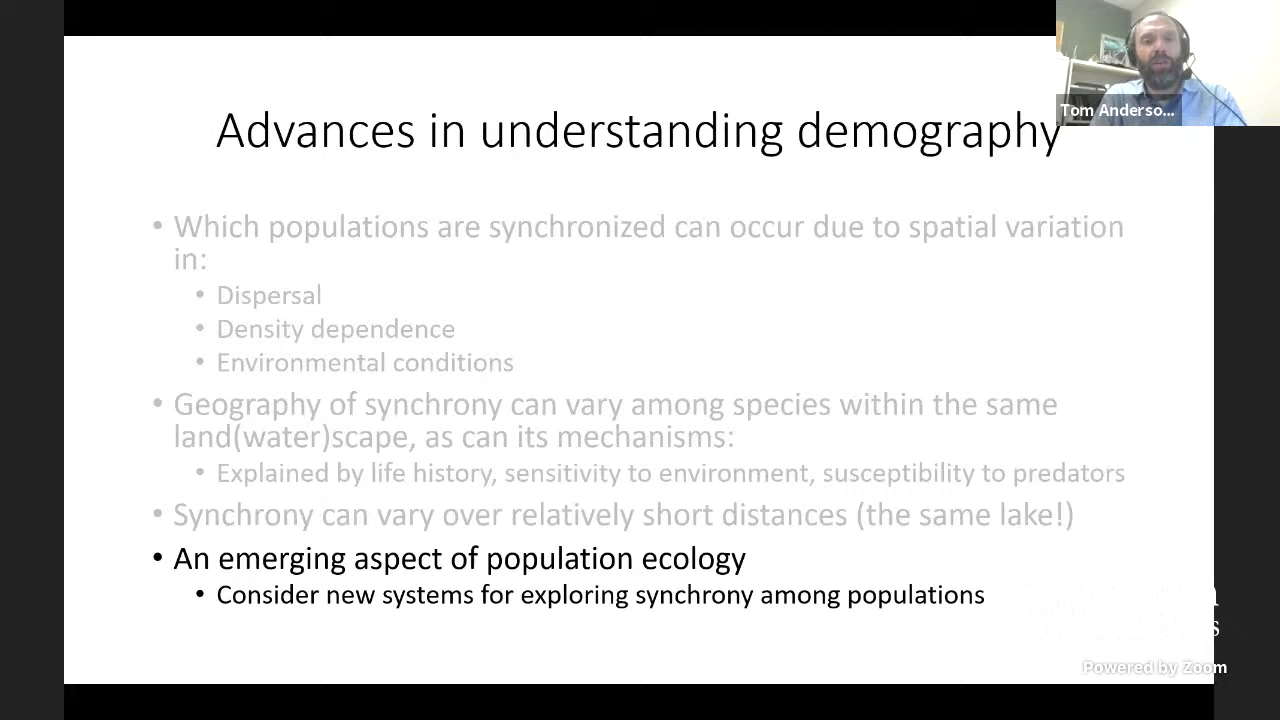 Advances in understanding demography
Tom Anderso...
• Which populations are synchronized can occur due to spatial variation
in:
• Dispersal
• Density dependence
• Environmental conditions
• Geography of synchrony can vary among species within the same
land(water)scape, as can its mechanisms:
• Explained by life history, sensitivity to environment, susceptibility to predators
• Synchrony can vary over relatively short distances (the same lake!)
• An emerging aspect of population ecology
• Consider new systems for exploring synchrony among populations
Powered by Zoom